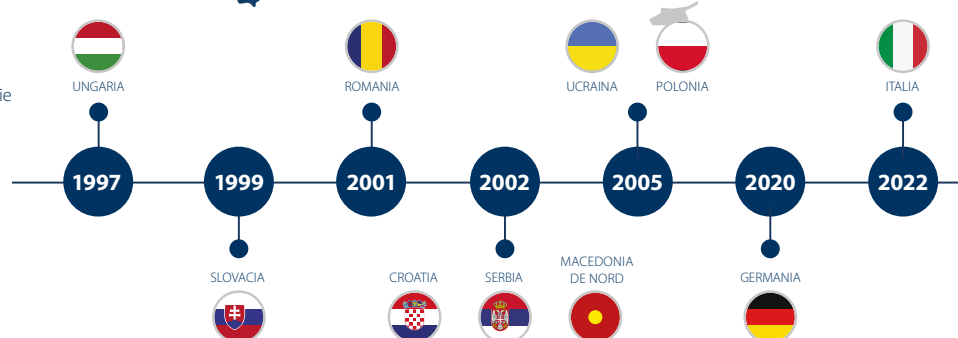 UNGARIA
ROMANIA
UCRAINA
POLONIA
ITALIA
ie
1997
1999
2001
2002
2005
2020
2022
SLOVACIA
CROATIA
SERBIA
MACEDONIA
DE NORD
GERMANIA